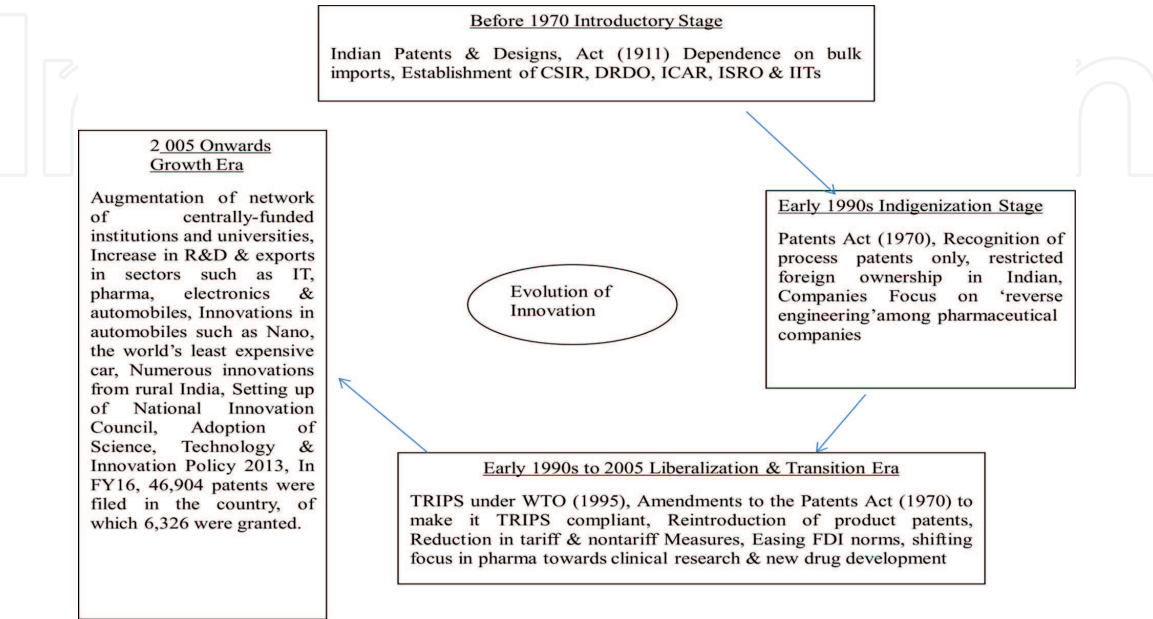 Before 1970 Introductory Stage
Indian Patents & Designs, Act (1911) Dependence on bulk
imports, Establishment of CSIR, DRDO, ICAR, ISRO & IITs
Early 1990s Indigenization Stage
Patents Act (1970), Recognition of
process patents only, restricted
foreign ownership in Indian,
Companies Focus on ‘reverse
engineering’among pharmaceutical
companies
Evolution of
Innovation
Early 1990s to 2005 Liberalization & Transition Era
TRIPS under WTO (1995), Amendments to the Patents Act (1970) to
make it TRIPS compliant, Reintroduction of product patents,
Reduction in tariff & nontariff Measures, Easing FDI norms, shifting
focus in pharma towards clinical research & new drug development
2 005 Onwards
Growth Era
Augmentation of network
of centrally-funded
institutions and universities,
Increase in R&D & exports
in sectors such as IT,
pharma, electronics &
automobiles, Innovations in
automobiles such as Nano,
the world’s least expensive
car, Numerous innovations
from rural India, Setting up
of National Innovation
Council, Adoption of
Science, Technology &
Innovation Policy 2013, In
FY16, 46,904 patents were
filed in the country, of
which 6,326 were granted.